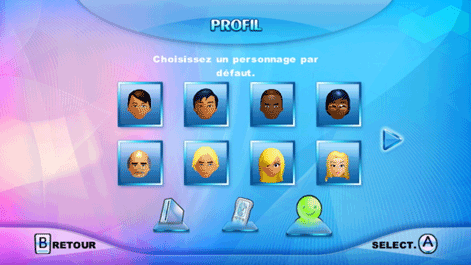 PROFIL
Choisissez un personnage par
défaut.
B RETOUR
SELECT. A